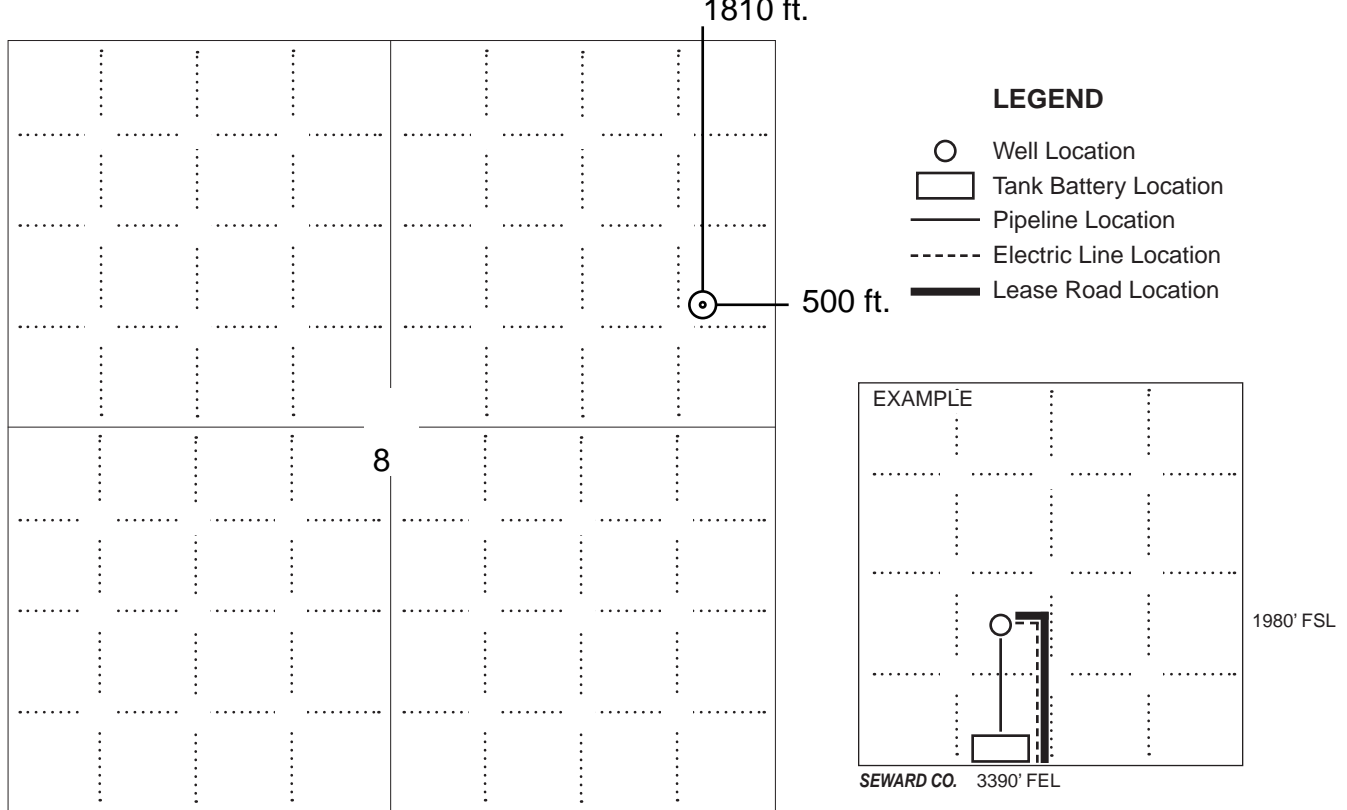 1810 ft.
LEGEND
Well Location
Tank Battery Location
Pipeline Location
Electric Line Location
Lease Road Location
500 ft.
EXAMPLE
8
1980' FSL
SEWARD CO. 3390' FEL